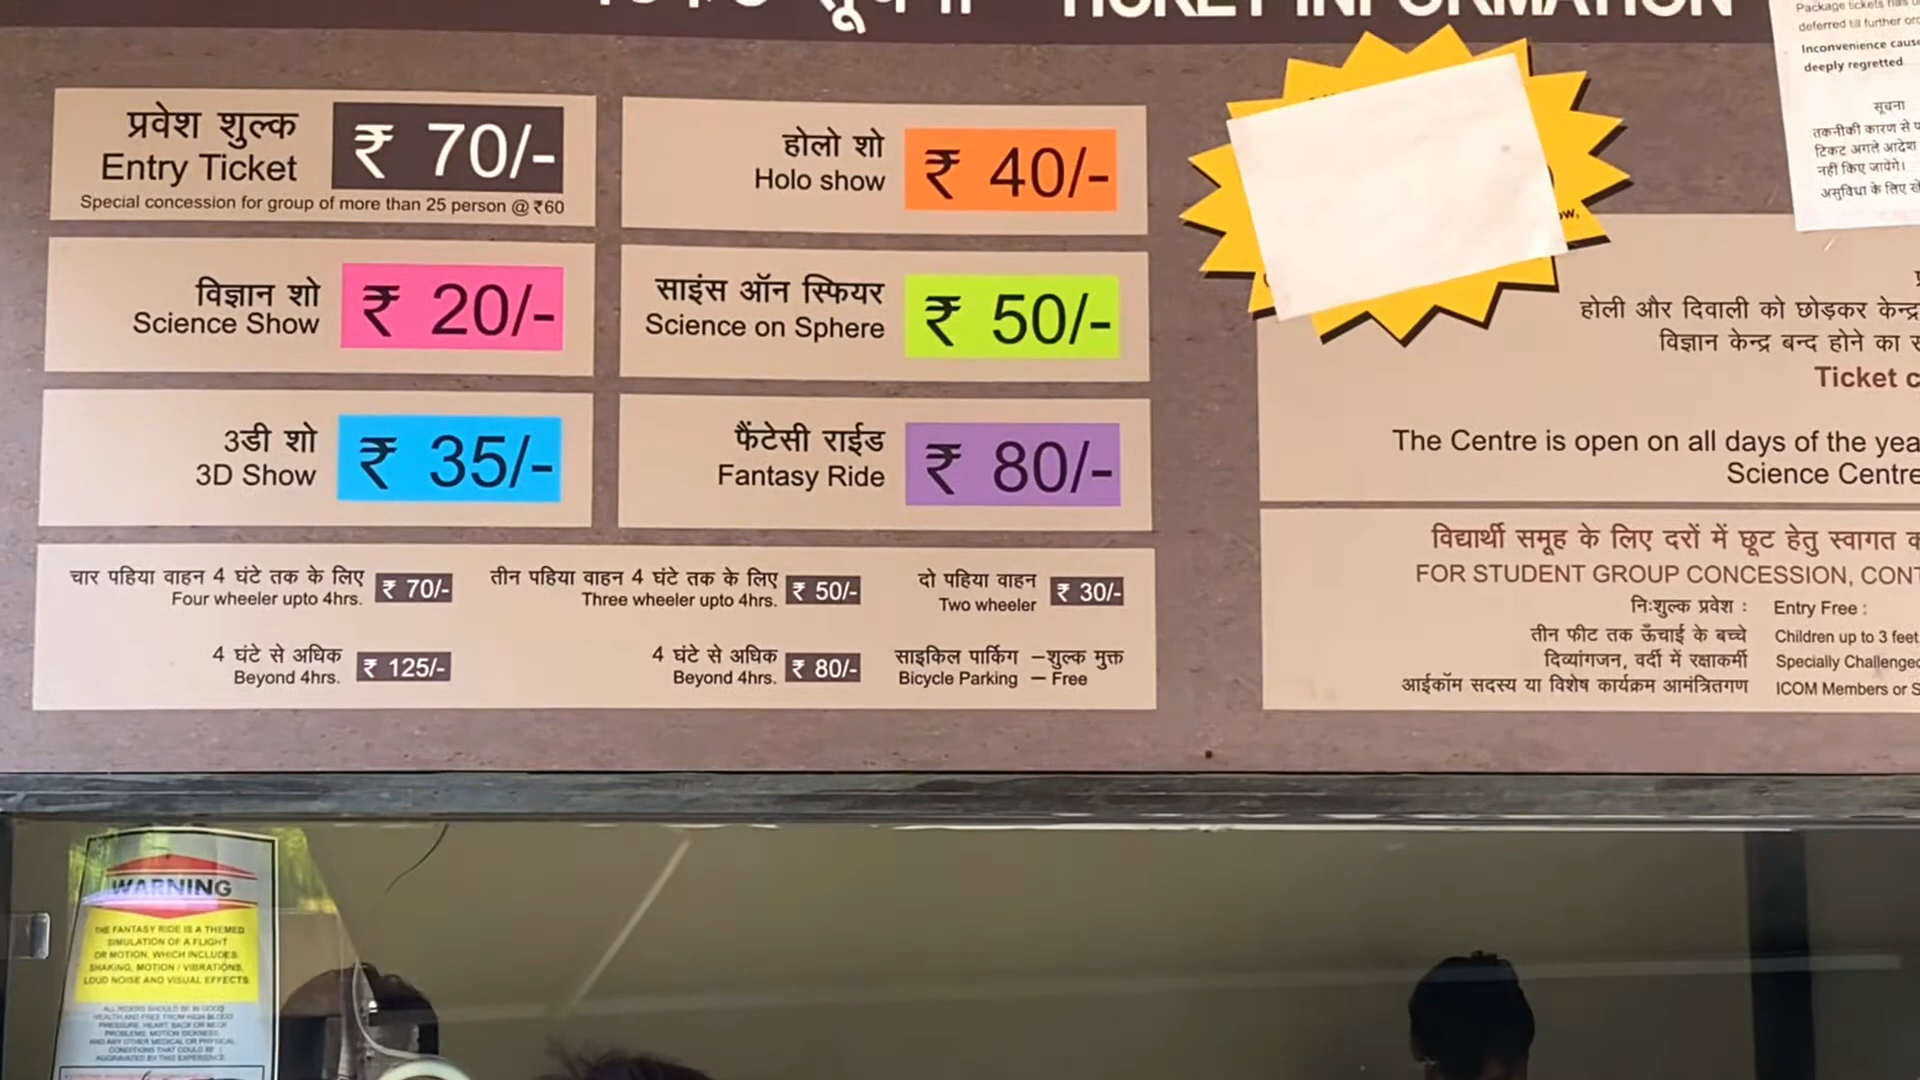 सूचना TICKET INFORMATION
प्रवेश शुल्क
Entry Ticket
₹ 70/-
Special concession for group of more than 25 person @ ₹60
होलो शो
Holo show
₹ 40/-
विज्ञान शो
Science Show
₹ 20/-
साइंस ऑन स्फियर
Science on Sphere
₹ 50/-
3डी शो
3D Show
₹ 35/-
फैंटेसी राईड
Fantasy Ride
₹ 80/-
चार पहिया वाहन 4 घंटे तक के लिए
Four wheeler upto 4hrs.
₹ 70/-
तीन पहिया वाहन 4 घंटे तक के लिए
Three wheeler upto 4hrs.
₹ 50/-
दो पहिया वाहन
Two wheeler
₹ 30/-
4 घंटे से अधिक
Beyond 4hrs.
₹ 125/-
4 घंटे से अधिक
Beyond 4hrs.
₹ 80/-
साइकिल पार्किंग – शुल्क मुक्त
Bicycle Parking – Free
Package tickets has
deferred till further
Inconvenience
deeply regretted
सूचना
तकनीकी कारण से
टिकट अगले आदेश
नहीं किए जावेंगे।
असुविधा के लिए
होली और दिवाली को छोड़कर केन्द्र
विज्ञान केन्द्र बन्द होने का
Ticket
The Centre is open on all days of the
Science Centre
विद्यार्थी समूह के लिए दरों में छूट हेतु स्वागत
FOR STUDENT GROUP CONCESSION,
निःशुल्क प्रवेश : Entry Free :
तीन फीट तक ऊँचाई के बच्चे Children up to 3 feet
दिव्यांगजन, वर्दी में रक्षाकर्मी Specially
आईकॉम सदस्य या विशेष कार्यक्रम आमंत्रितगण ICOM Members or
WARNING
THE FANTASY RIDE IS A THEMED
SIMULATION OF A FLIGHT
OR MOTION, WHICH INCLUDES
SHAKING, MOTION / VIBRATIONS,
LOUD NOISE AND VISUAL EFFECTS
ALL RIDERS SHOULD BE IN GOOD
HEALTH AND FREE FROM HIGH BLOOD
PRESSURE, HEART, BACK OR NECK
PROBLEMS, MOTION SICKNESS
AND ANY OTHER MEDICAL OR PHYSICAL
CONDITIONS THAT COULD BE
AGGRAVATED BY THIS EXPERIENCE